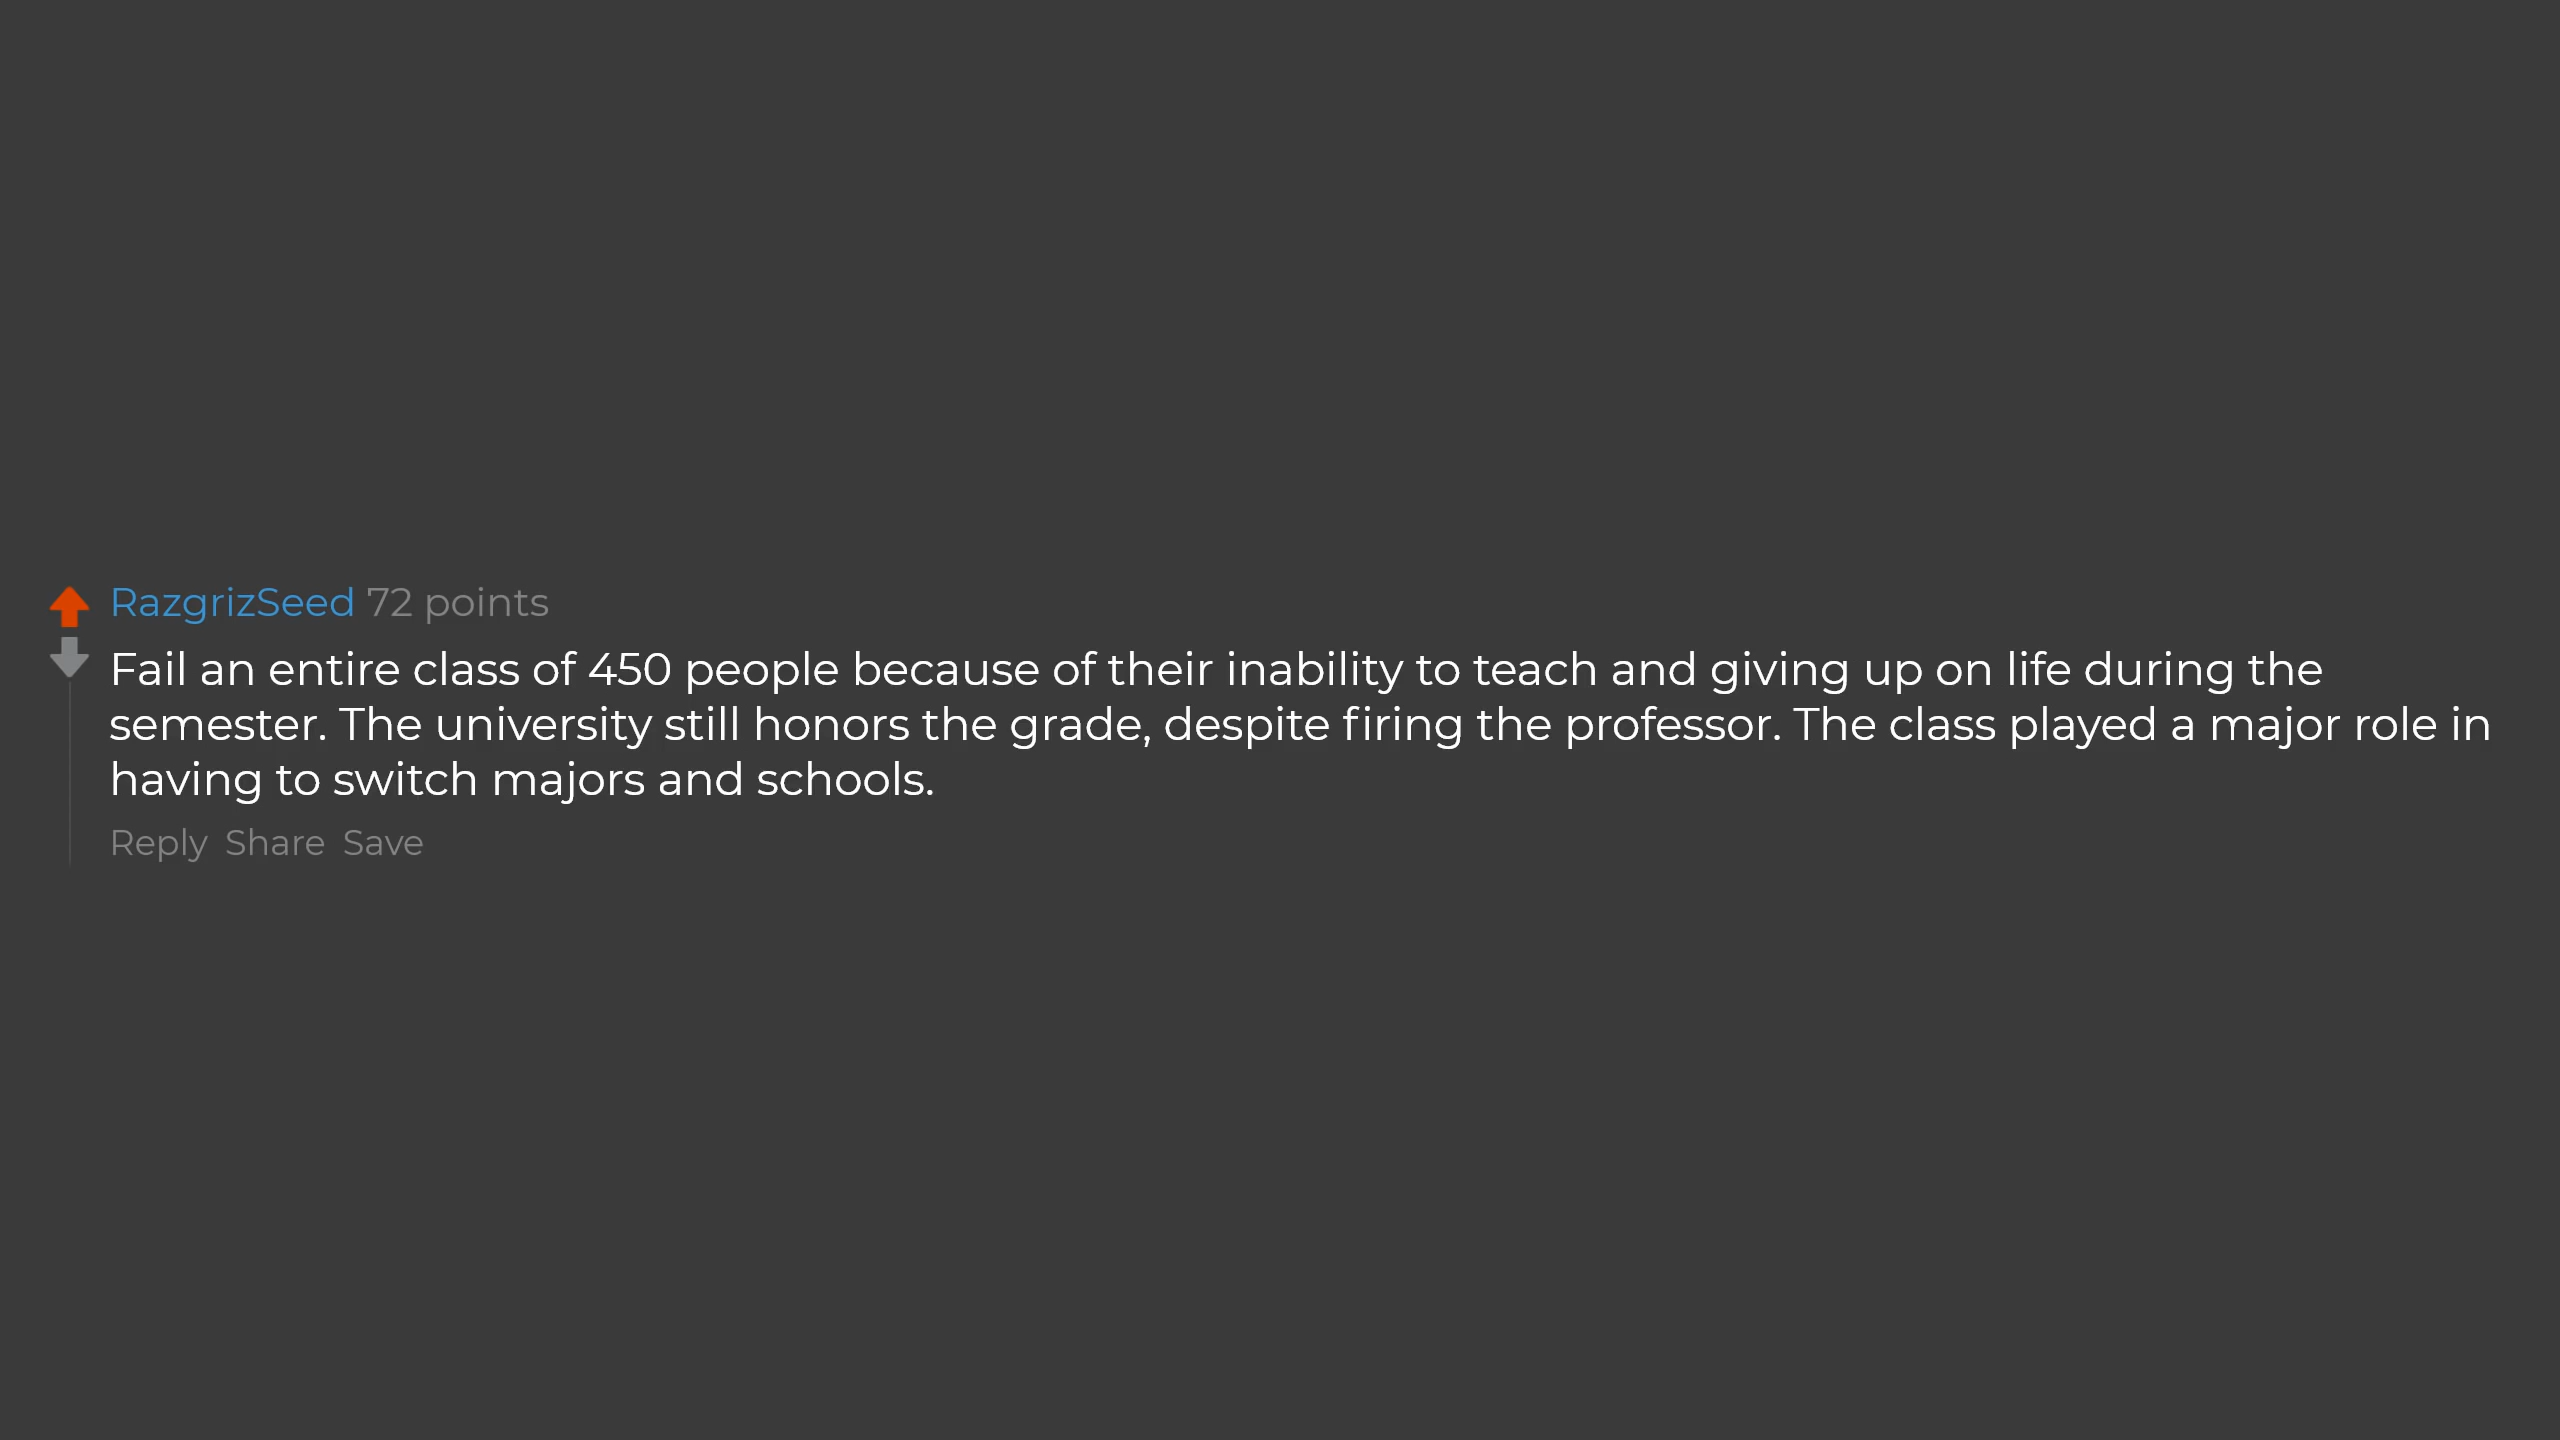 RazgrizSeed 72 points
Fail an entire class of 450 people because of their inability to teach and giving up on life during the
semester. The university still honors the grade, despite firing the professor. The class played a major role in
having to switch majors and schools.
Reply Share Save